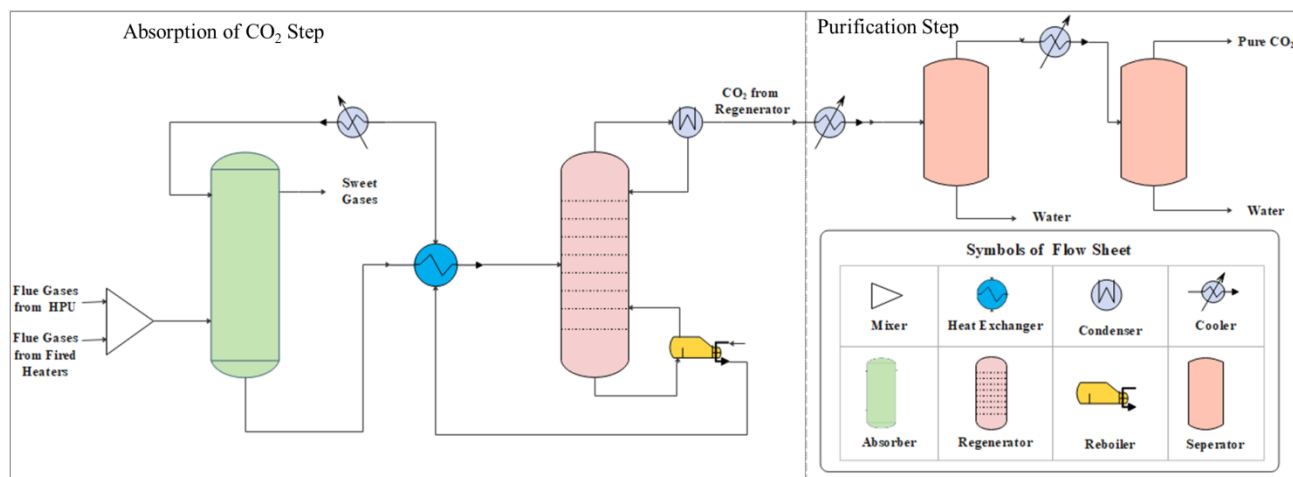 Absorption of CO₂ Step
Purification Step
Pure CO₂
CO₂ from
Regenerator
Sweet
Gases
Water
Water
Flue Gases
from HPU
Flue Gases
from Fired
Heaters
Symbols of Flow Sheet
Mixer
Heat Exchanger
Condenser
Cooler
Absorber
Regenerator
Reboiler
Seperator